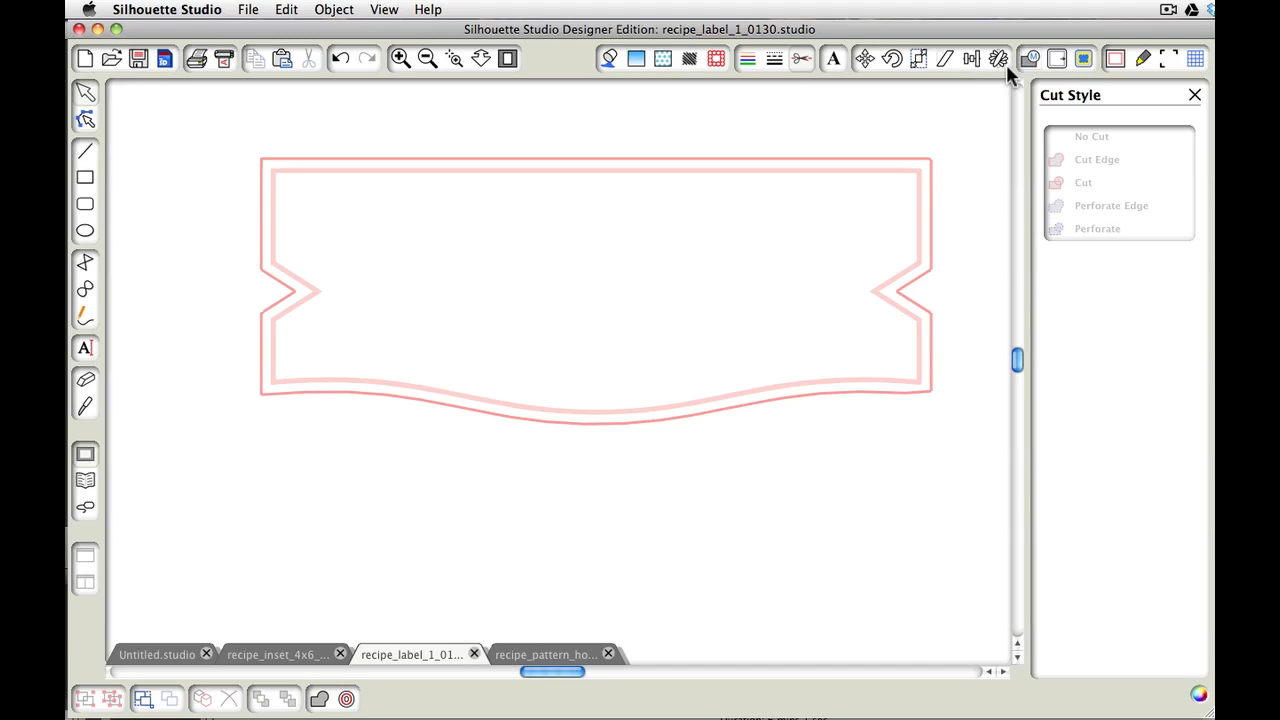 Silhouette Studio File Edit Object View Help
Silhouette Studio Designer Edition: recipe_label_1_0130.studio
Cut Style
No Cut
Cut Edge
Cut
Perforate Edge
Perforate
Untitled.studio recipe_inset_4x6_... recipe_label_1_01... recipe_pattern_ho...